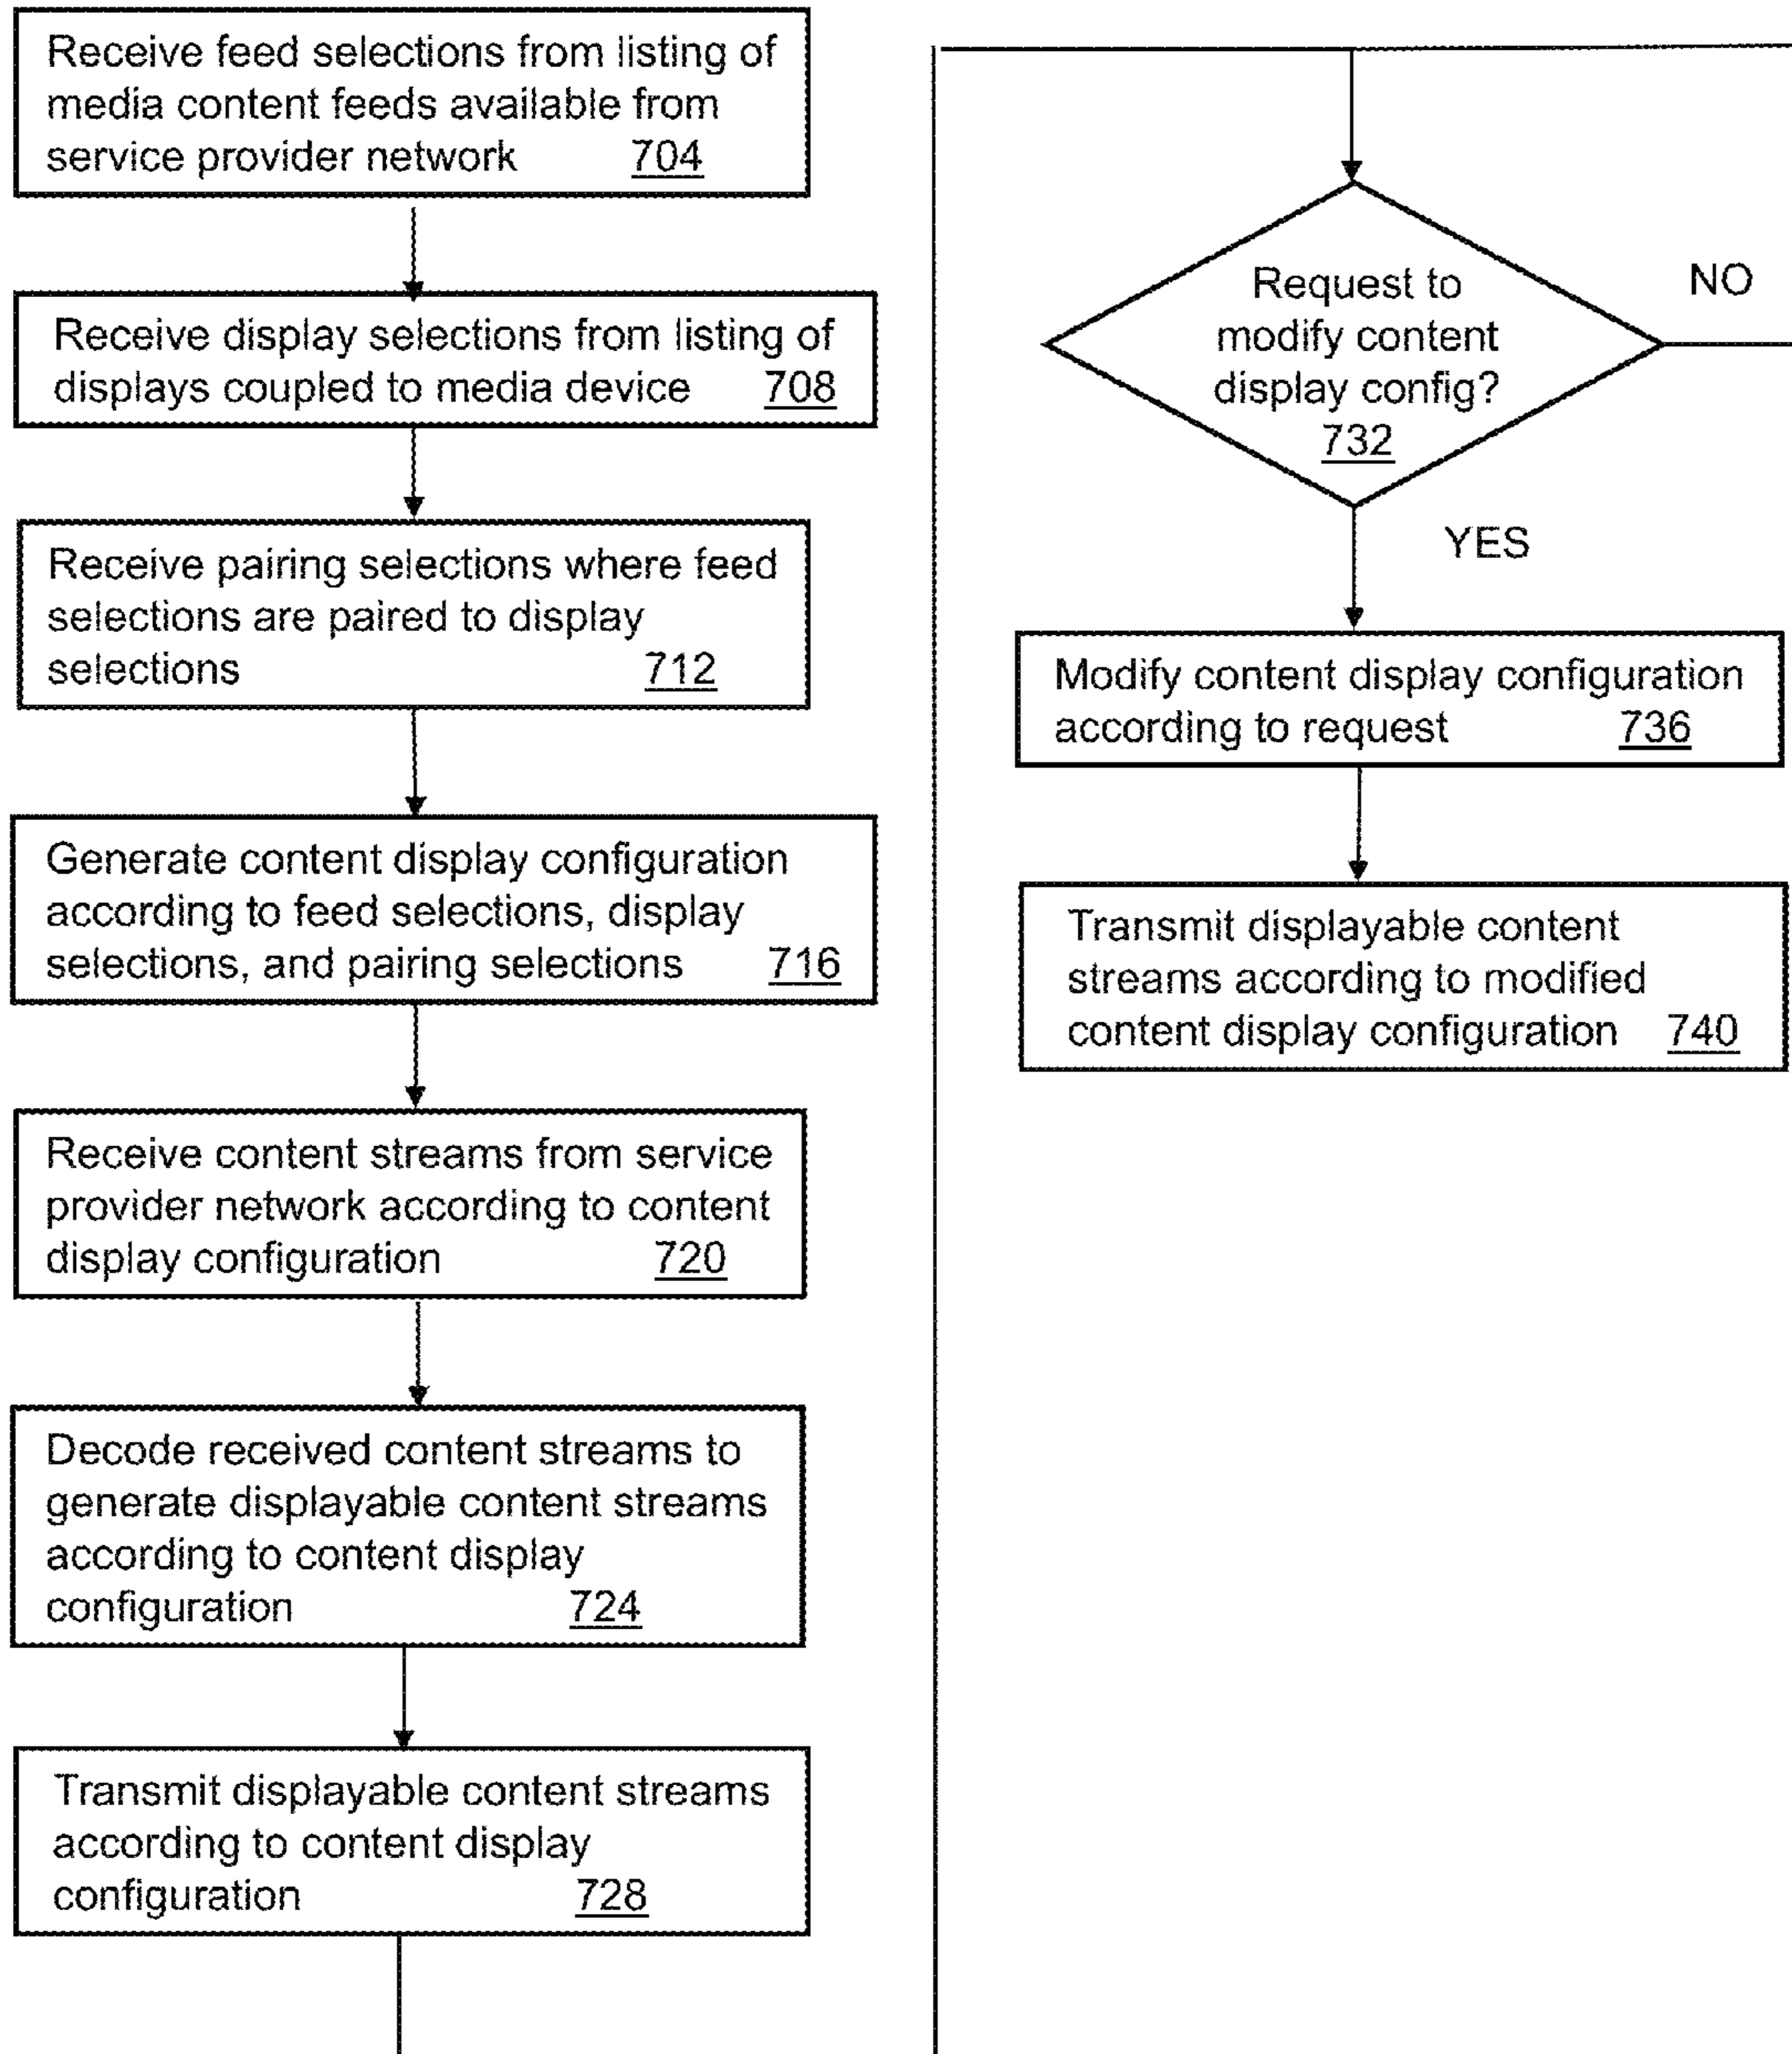 Receive feed selections from listing of
media content feeds available from
service provider network 704
Receive display selections from listing of
displays coupled to media device 708
Receive pairing selections where feed
selections are paired to display
selections 712
Generate content display configuration
according to feed selections, display
selections, and pairing selections 716
Receive content streams from service
provider network according to content
display configuration 720
Decode received content streams to
generate displayable content streams
according to content display
configuration 724
Transmit displayable content streams
according to content display
configuration 728
Request to
modify content
display config?
732
NO
YES
Modify content display configuration
according to request 736
Transmit displayable content
streams according to modified
content display configuration 740